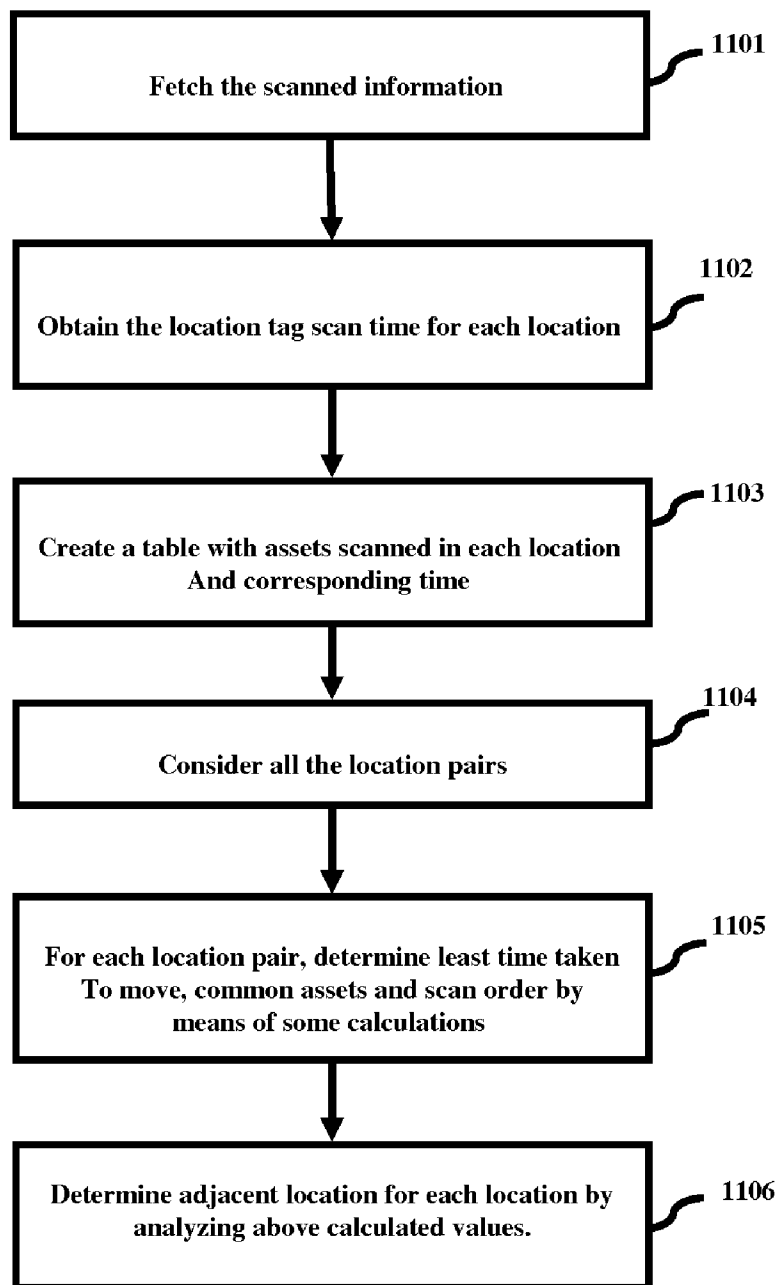 1101
Fetch the scanned information
1102
Obtain the location tag scan time for each location
1103
Create a table with assets scanned in each location
And corresponding time
1104
Consider all the location pairs
1105
For each location pair, determine least time taken
To move, common assets and scan order by
means of some calculations
Determine adjacent location for each location by
1106
analyzing above calculated values.